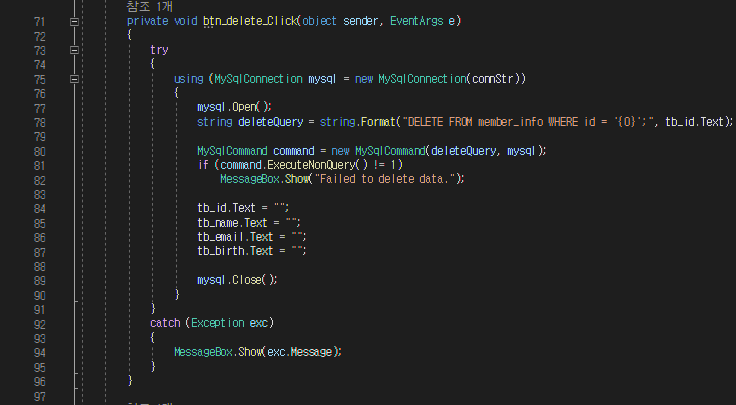 참조 1개
71 private void btn_delete_Click(object sender, EventArgs e)
72 {
73 try
74 {
75 using (MySqlConnection mysql = new MySqlConnection(connStr))
76 {
77 mysql.Open();
78 string deleteQuery = string.Format("DELETE FROM member_info WHERE id = '{0}';", tb_id.Text);
79
80 MySqlCommand command = new MySqlCommand(deleteQuery, mysql);
81 if (command.ExecuteNonQuery() != 1)
82 MessageBox.Show("Failed to delete data.");
83
84 tb_id.Text = "";
85 tb_name.Text = "";
86 tb_email.Text = "";
87 tb_birth.Text = "";
88
89 mysql.Close();
90 }
91 }
92 catch (Exception exc)
93 {
94 MessageBox.Show(exc.Message);
95 }
96 }
97